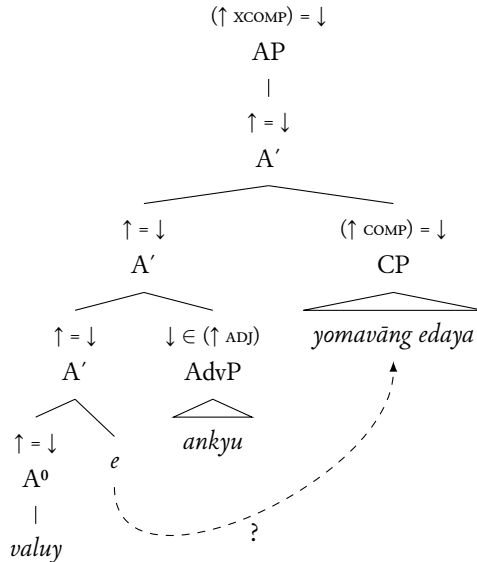 (↑ XCOMP) = ↓
AP
↑ = ↓
A′
↑ = ↓ (↑ COMP) = ↓
A′ CP
↑ = ↓ ↓ ∈ (↑ ADJ) yomavāng edaya
A′ AdvP
↑ = ↓ e ankyu
A⁰
?
valuy